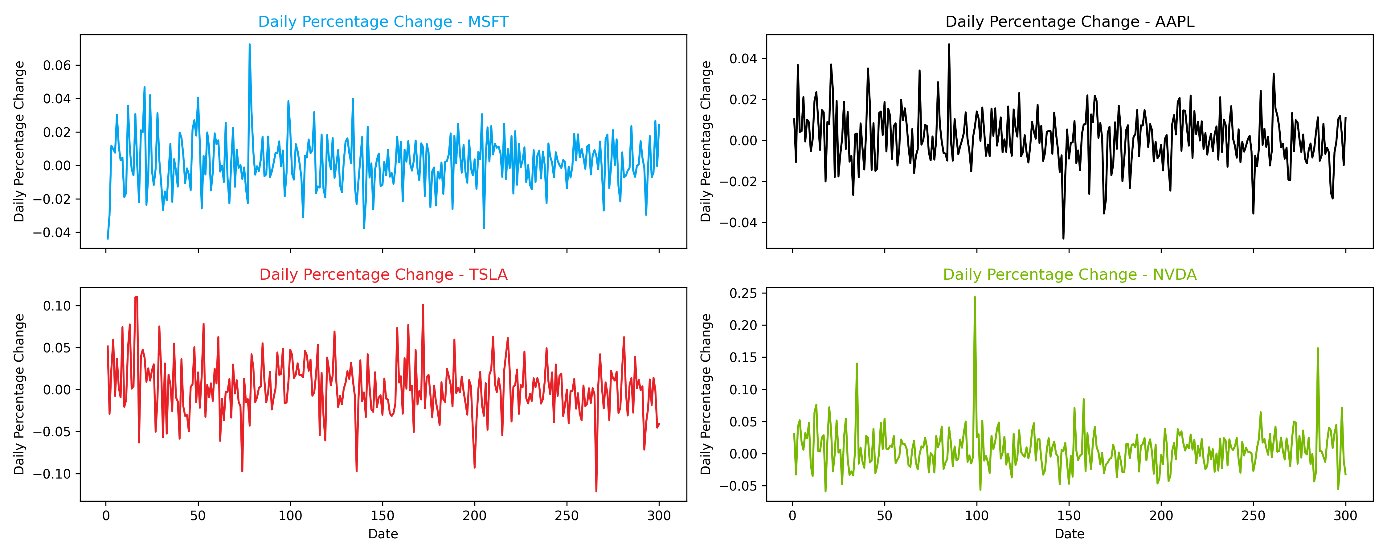 Daily Percentage Change - MSFT
Daily Percentage Change
0.06
0.04
0.02
0.00
−0.02
−0.04
Daily Percentage Change - AAPL
Daily Percentage Change
0.04
0.02
0.00
−0.02
−0.04
Daily Percentage Change - TSLA
Daily Percentage Change
0.10
0.05
0.00
−0.05
−0.10
0 50 100 150 200 250 300
Date
Daily Percentage Change - NVDA
Daily Percentage Change
0.25
0.20
0.15
0.10
0.05
0.00
−0.05
0 50 100 150 200 250 300
Date